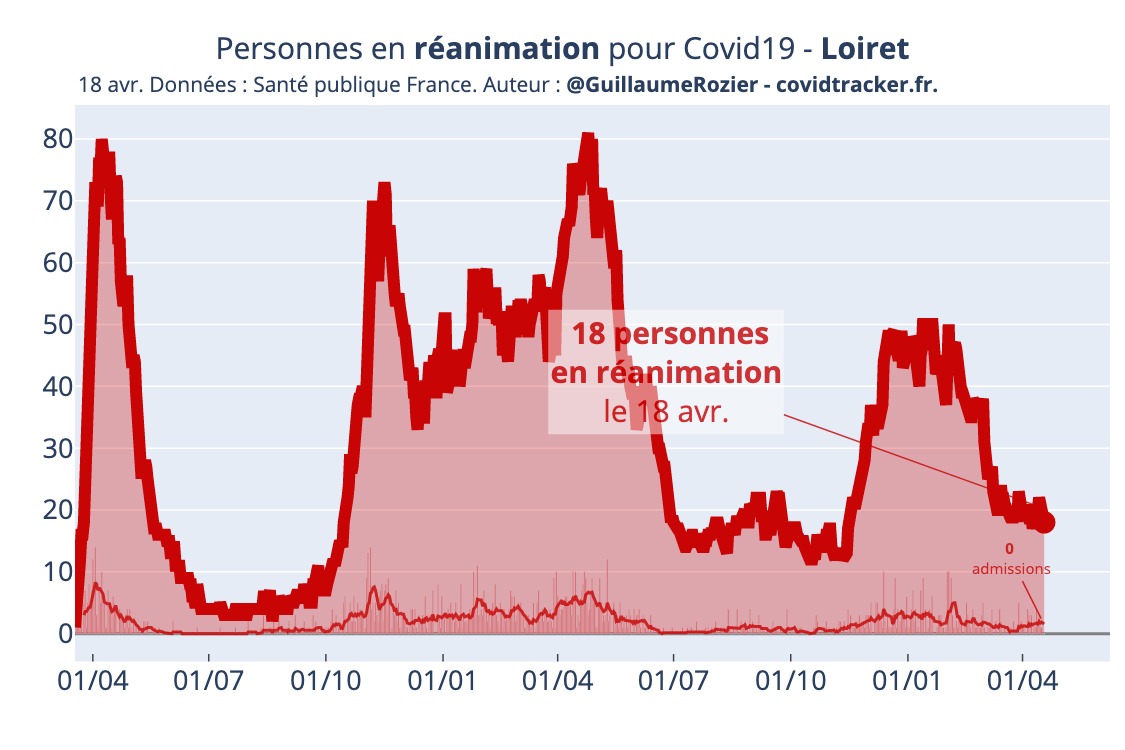 Personnes en réanimation pour Covid19 - Loiret
18 avr. Données : Santé publique France. Auteur : @GuillaumeRozier - covidtracker.fr.
80
70
60
50
40
30
20
10
0
18 personnes
en réanimation
le 18 avr.
0
admissions
01/04 01/07 01/10 01/01 01/04 01/07 01/10 01/01 01/04